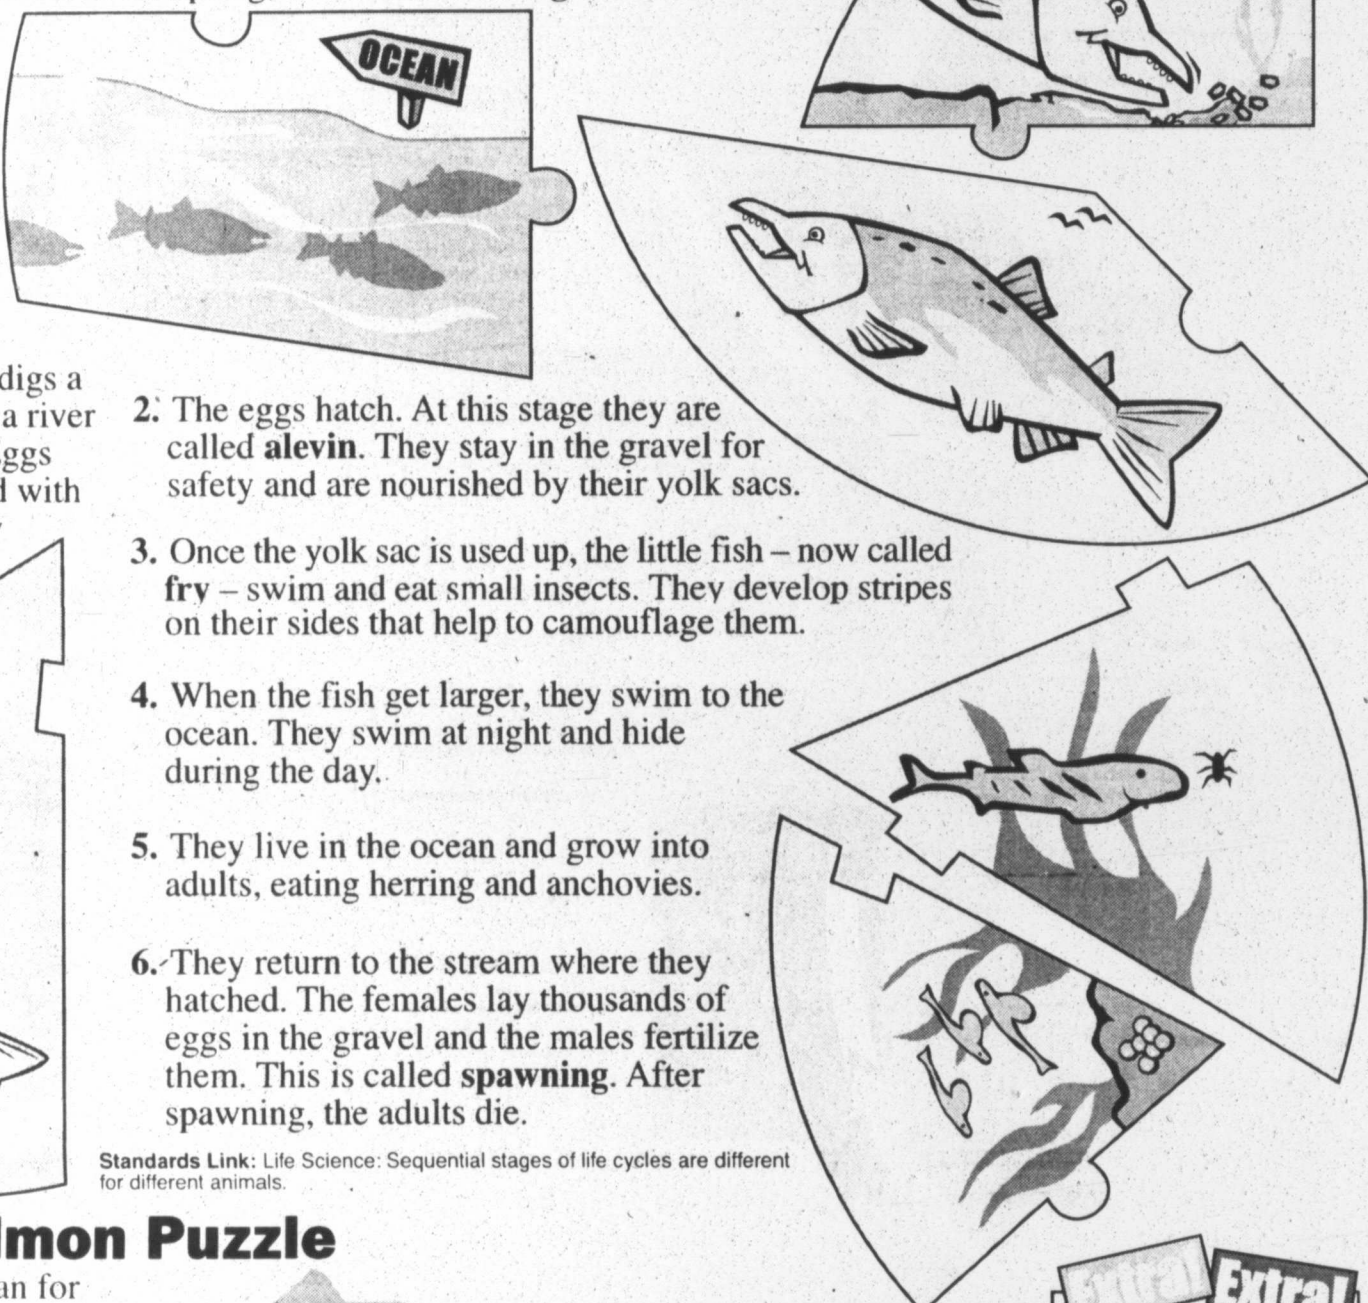 OCEAN
digs a
a river
ggs
with
2. The eggs hatch. At this stage they are
called alevin. They stay in the gravel for
safety and are nourished by their yolk sacs.
3. Once the yolk sac is used up, the little fish – now called
fry – swim and eat small insects. They develop stripes
on their sides that help to camouflage them.
4. When the fish get larger, they swim to the
ocean. They swim at night and hide
during the day.
5. They live in the ocean and grow into
adults, eating herring and anchovies.
6. They return to the stream where they
hatched. The females lay thousands of
eggs in the gravel and the males fertilize
them. This is called spawning. After
spawning, the adults die.
Standards Link: Life Science: Sequential stages of life cycles are different
for different animals.
lmon Puzzle
an for
Extra! Extra!